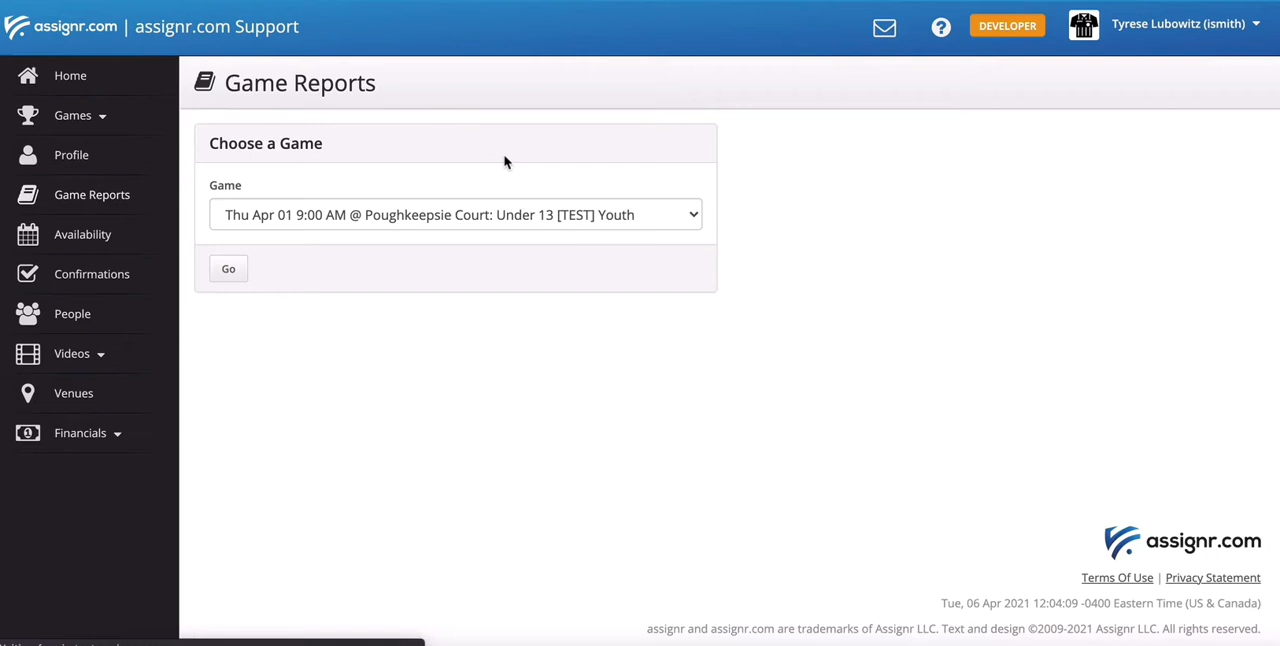 assignr.com | assignr.com Support
DEVELOPER
Tyrese Lubowitz (ismith)
Home
Games
Profile
Game Reports
Availability
Confirmations
People
Videos
Venues
Financials
Game Reports
Choose a Game
Game
Thu Apr 01 9:00 AM @ Poughkeepsie Court: Under 13 [TEST] Youth
Go
assignr.com
Terms Of Use | Privacy Statement
Tue, 06 Apr 2021 12:04:09 -0400 Eastern Time (US & Canada)
assignr and assignr.com are trademarks of Assignr LLC. Text and design ©2009-2021 Assignr LLC. All rights reserved.